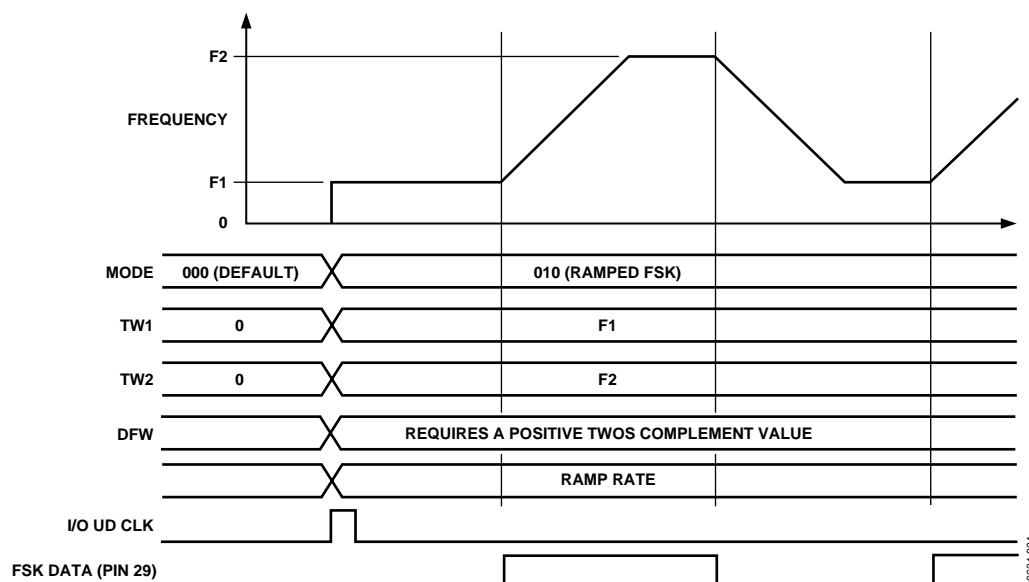 F2
FREQUENCY
F1
0
MODE 000 (DEFAULT) 010 (RAMPED FSK)
TW1 0 F1
TW2 0 F2
DFW REQUIRES A POSITIVE TWOS COMPLEMENT VALUE
RAMP RATE
I/O UD CLK
FSK DATA (PIN 29)